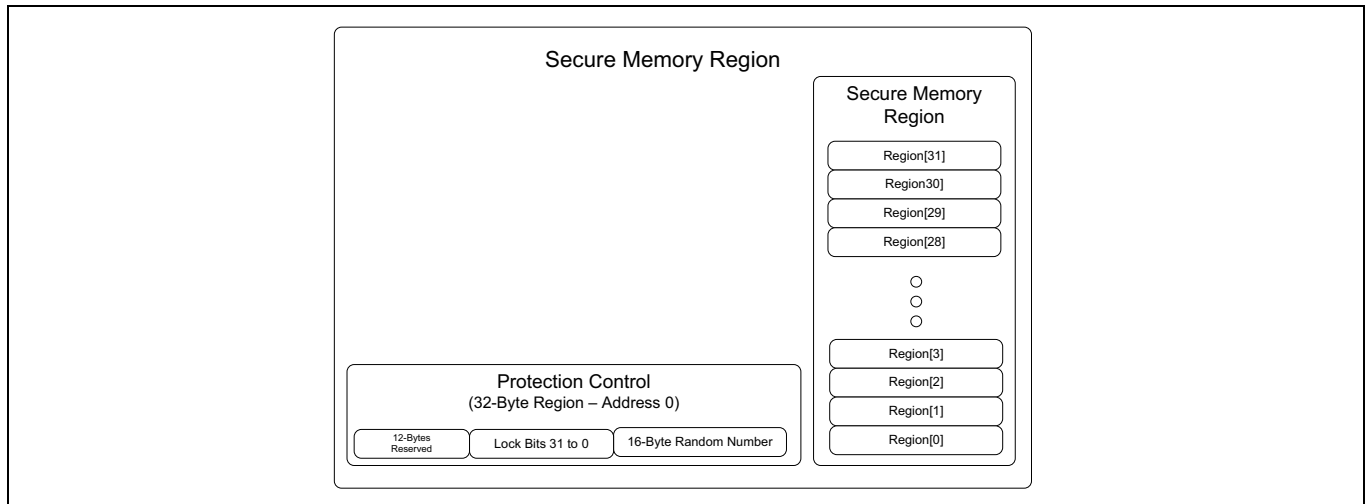 Secure Memory Region
Secure Memory
Region
Region[31]
Region30]
Region[29]
Region[28]
Region[3]
Region[2]
Region[1]
Region[0]
Protection Control
(32-Byte Region – Address 0)
12-Bytes
Reserved
Lock Bits 31 to 0
16-Byte Random Number